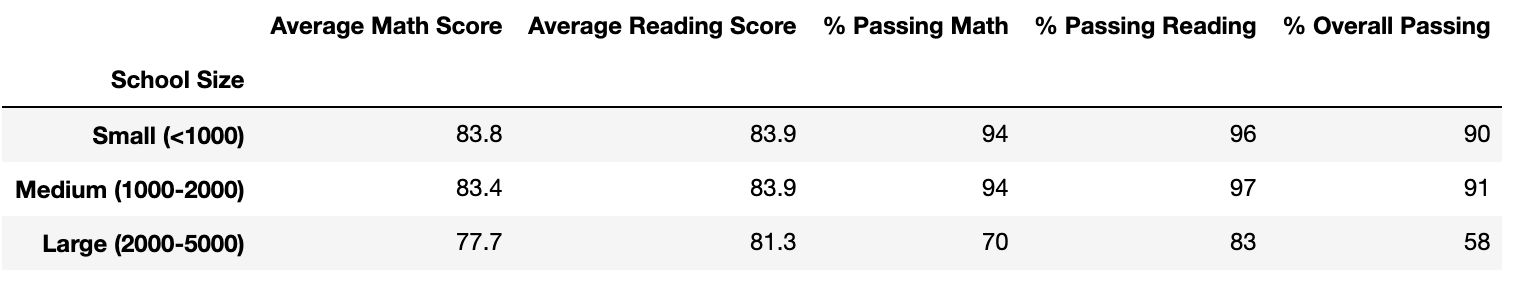 Average Math Score Average Reading Score % Passing Math % Passing Reading % Overall Passing
School Size
Small (<1000) 83.8 83.9 94 96 90
Medium (1000-2000) 83.4 83.9 94 97 91
Large (2000-5000) 77.7 81.3 70 83 58